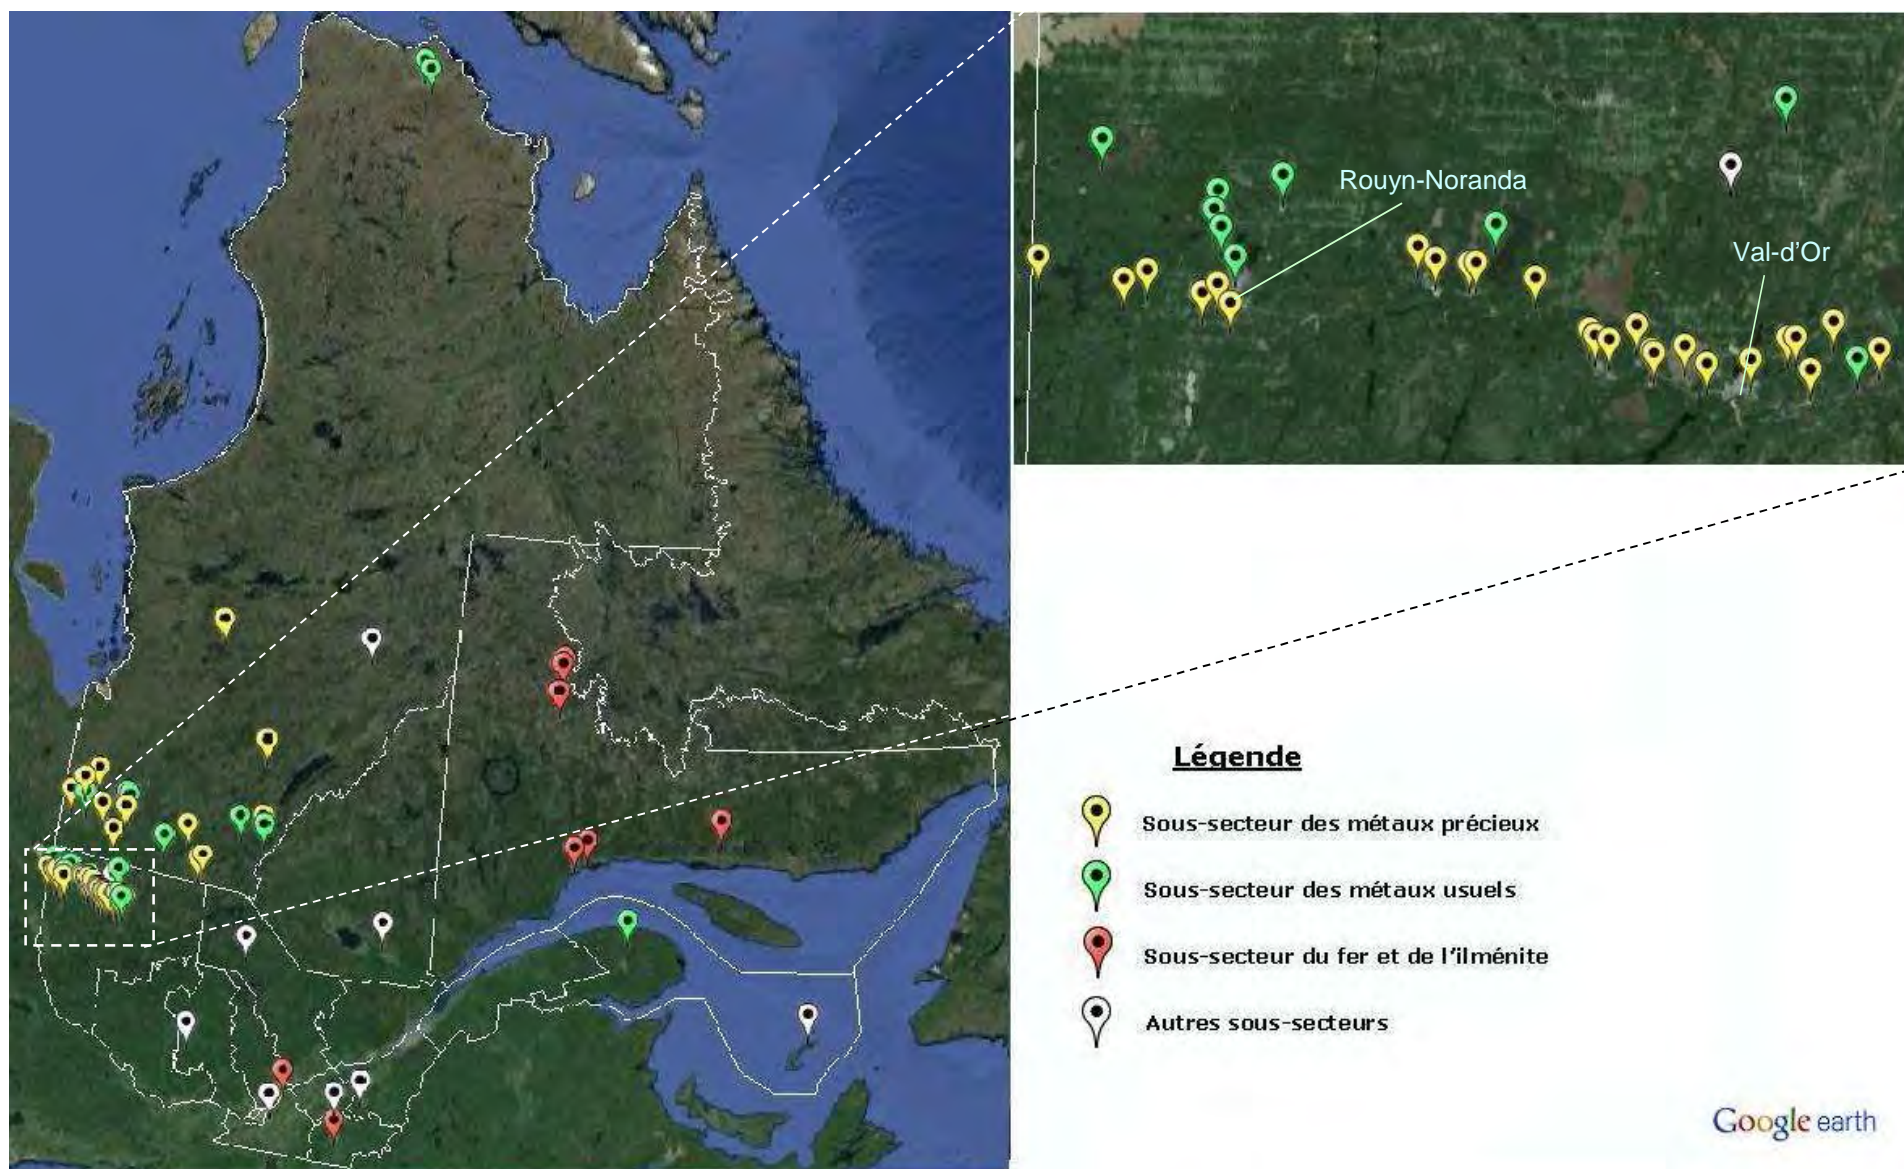 Rouyn-Noranda
Val-d'Or
Légende
Sous-secteur des métaux précieux
Sous-secteur des métaux usuels
Sous-secteur du fer et de l'ilménite
Autres sous-secteurs
Google earth